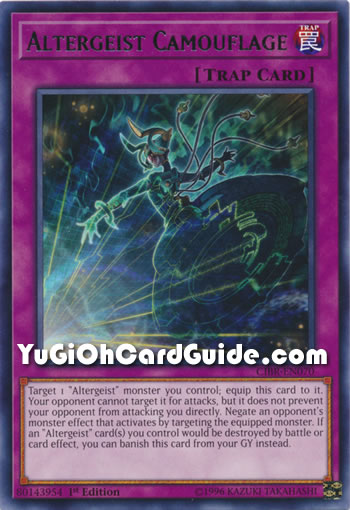 ALTERGEIST CAMOUFLAGE
TRAP
罠
[TRAP CARD]
YuGiOhCardGuide.com
CIBR-EN070
Target 1 "Altergeist" monster you control; equip this card to it.
Your opponent cannot target it for attacks, but it does not prevent
your opponent from attacking you directly. Negate an opponent's
monster effect that activates by targeting the equipped monster. If
an "Altergeist" card(s) you control would be destroyed by battle or
card effect, you can banish this card from your GY instead.
80143954 1st Edition ©1996 KAZUKI TAKAHASHI